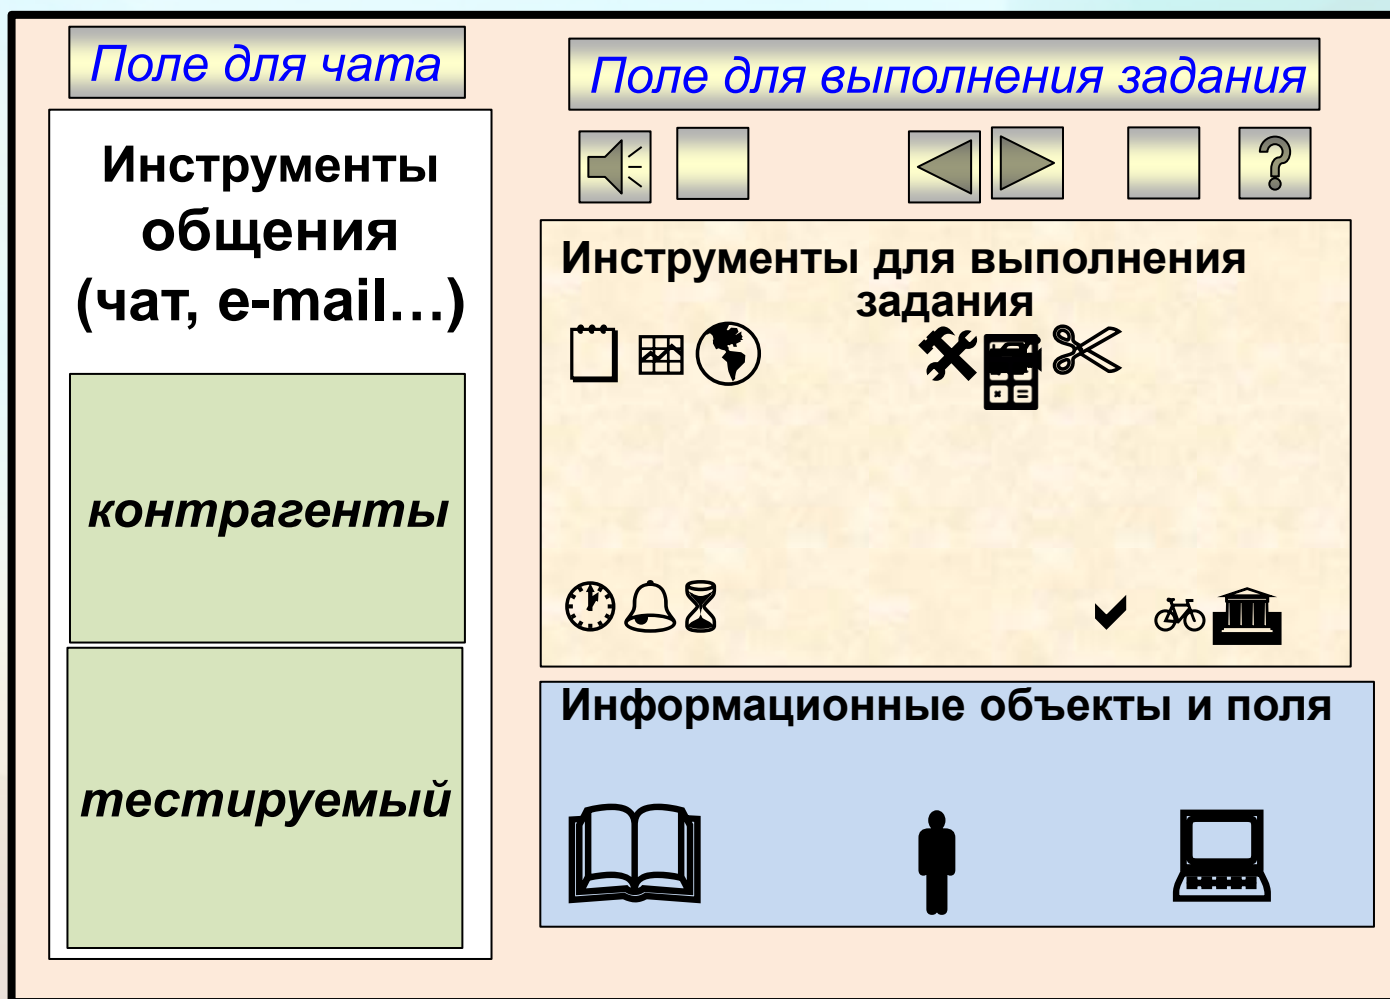 Поле для чата
Инструменты
общения
(чат, e-mail…)
контрагенты
тестируемый
Поле для выполнения задания
?
Инструменты для выполнения
задания
Информационные объекты и поля